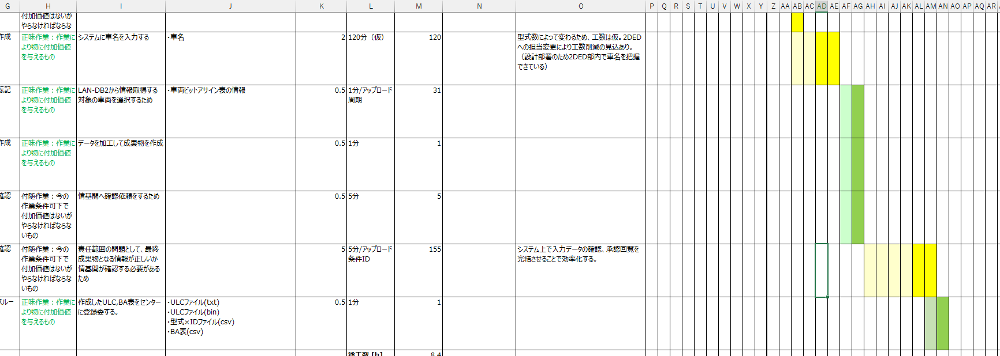 G H I J K L M N O P Q R S T U V W X Y Z AA AB AC AD AE AF AG AH AI AJ AK AL AM AN AO AP AQ AR
付加価値はないが
やらなければならな
作成
正味作業：作業に
より物に付加価値
を与えるもの
システムに車名を入力する
・車名
2
120分（仮）
120
型式数によって変わるため、工数は仮。2DED
への担当変更により工数削減の見込あり。
（設計部署のため2DED部内で車名を把握
できている）
転記
正味作業：作業に
より物に付加価値
を与えるもの
LAN-DB2から情報取得する
対象の車両を選択するため
・車両ビットアサイン表の情報
0.5
1分/アップロード
周期
31
作成
正味作業：作業に
より物に付加価値
を与えるもの
データを加工して成果物を作成
0.5
1分
1
確認
付随作業：今の
作業条件可下で
付加価値はないが
やらなければならな
いもの
情基開へ確認依頼をするため
0.5
5分
5
確認
付随作業：今の
作業条件可下で
付加価値はないが
やらなければならな
いもの
責任範囲の問題として、最終
成果物となる情報が正しいか
情基開が確認する必要がある
ため
5
5分/アップロード
条件ID
155
システム上で入力データの確認、承認回覧を
完結させることで効率化する。
スルー
正味作業：作業に
より物に付加価値
を与えるもの
作成したULC,BA表をセンター
に登録委する。
・ULCファイル(txt)
・ULCファイル(bin)
・型式×IDファイル(csv)
・BA表(csv)
0.5
1分
1
総工数 [h]
8.4